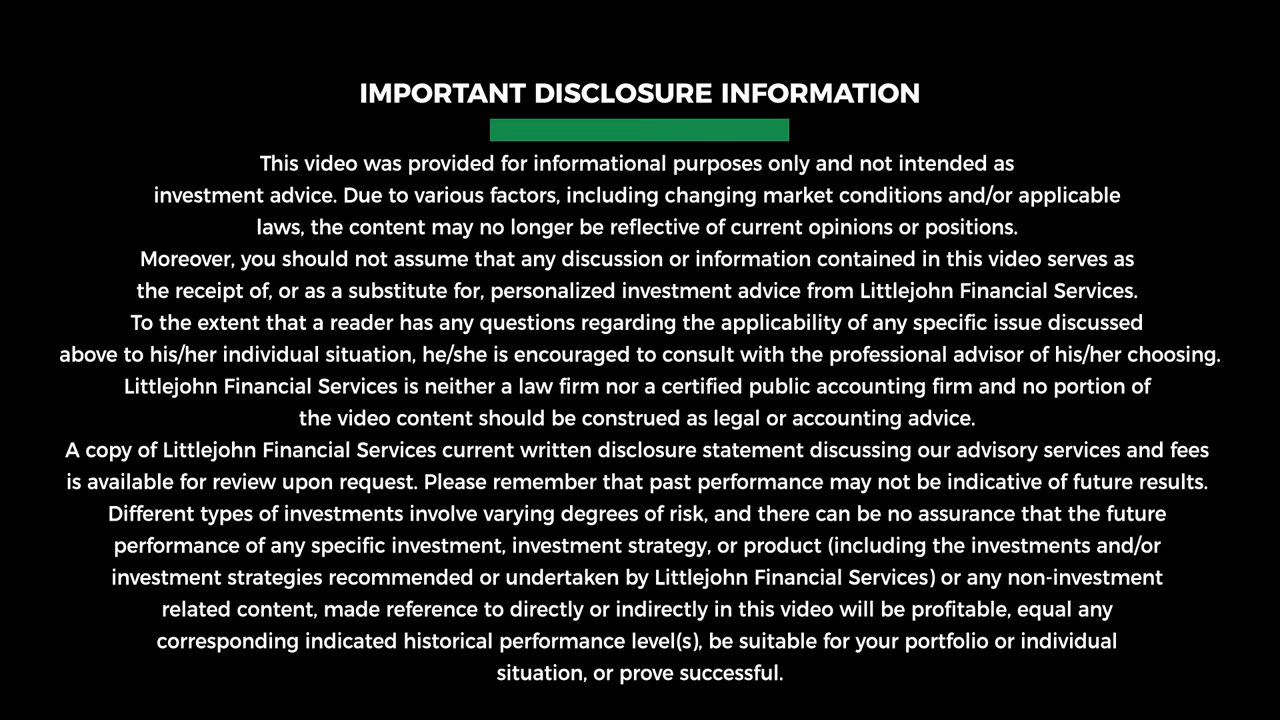 IMPORTANT DISCLOSURE INFORMATION
This video was provided for informational purposes only and not intended as
investment advice. Due to various factors, including changing market conditions and/or applicable
laws, the content may no longer be reflective of current opinions or positions.
Moreover, you should not assume that any discussion or information contained in this video serves as
the receipt of, or as a substitute for, personalized investment advice from Littlejohn Financial Services.
To the extent that a reader has any questions regarding the applicability of any specific issue discussed
above to his/her individual situation, he/she is encouraged to consult with the professional advisor of his/her choosing.
Littlejohn Financial Services is neither a law firm nor a certified public accounting firm and no portion of
the video content should be construed as legal or accounting advice.
A copy of Littlejohn Financial Services current written disclosure statement discussing our advisory services and fees
is available for review upon request. Please remember that past performance may not be indicative of future results.
Different types of investments involve varying degrees of risk, and there can be no assurance that the future
performance of any specific investment, investment strategy, or product (including the investments and/or
investment strategies recommended or undertaken by Littlejohn Financial Services) or any non-investment
related content, made reference to directly or indirectly in this video will be profitable, equal any
corresponding indicated historical performance level(s), be suitable for your portfolio or individual
situation, or prove successful.